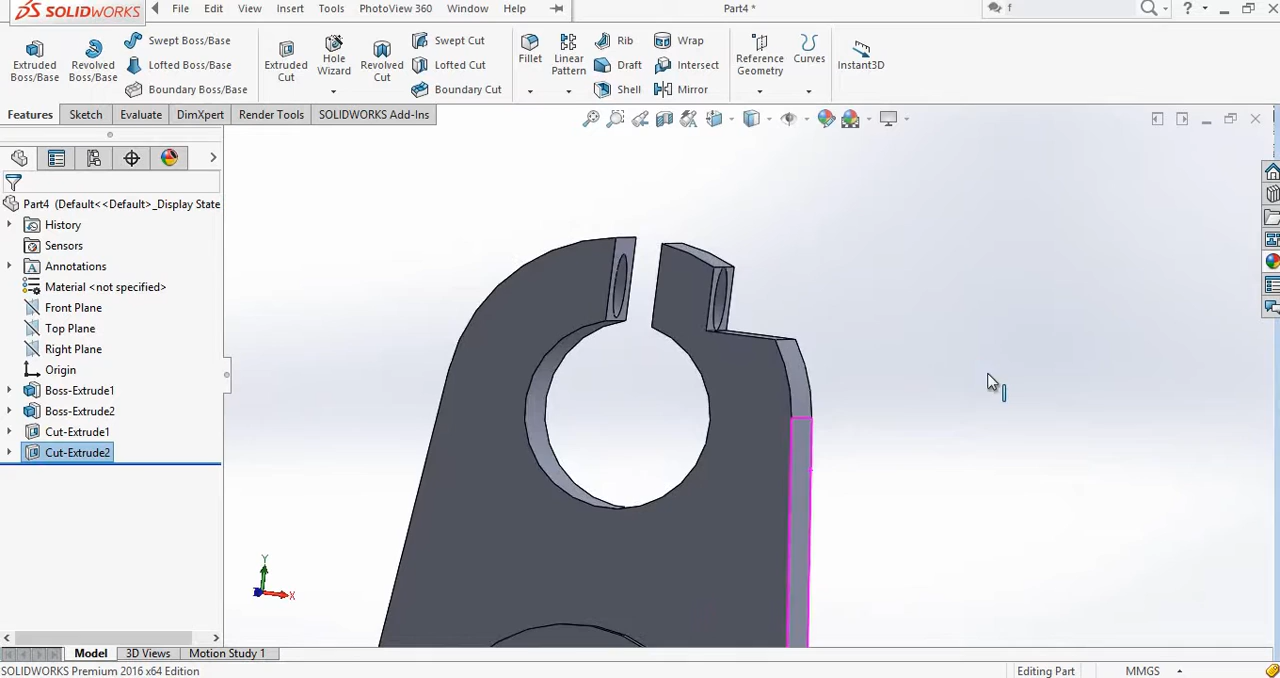 SOLIDWORKS File Edit View Insert Tools PhotoView 360 Window Help Part4 * f ?
Extruded Boss/Base
Revolved Boss/Base
Swept Boss/Base
Lofted Boss/Base
Boundary Boss/Base
Extruded Cut
Hole Wizard
Revolved Cut
Swept Cut
Lofted Cut
Boundary Cut
Fillet
Linear Pattern
Rib
Draft
Shell
Wrap
Intersect
Mirror
Reference Geometry
Curves
Instant3D
Features Sketch Evaluate DimXpert Render Tools SOLIDWORKS Add-Ins
Part4 (Default<<Default>_Display State
History
Sensors
Annotations
Material <not specified>
Front Plane
Top Plane
Right Plane
Origin
Boss-Extrude1
Boss-Extrude2
Cut-Extrude1
Cut-Extrude2
Y
X
Model 3D Views Motion Study 1
SOLIDWORKS Premium 2016 x64 Edition Editing Part MMGS